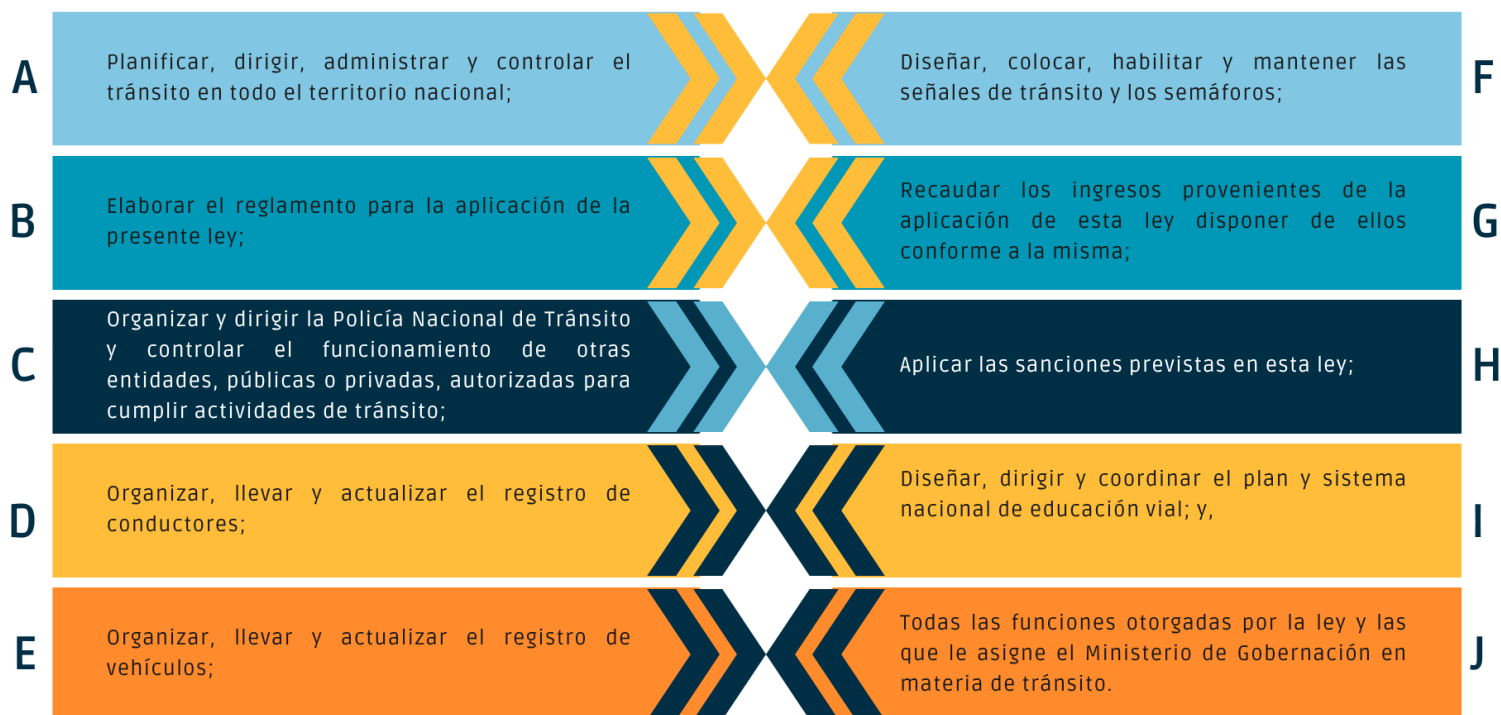 A
Planificar, dirigir, administrar y controlar el
tránsito en todo el territorio nacional;
B
Elaborar el reglamento para la aplicación de la
presente ley;
C
Organizar y dirigir la Policía Nacional de Tránsito
y controlar el funcionamiento de otras
entidades, públicas o privadas, autorizadas para
cumplir actividades de tránsito;
D
Organizar, llevar y actualizar el registro de
conductores;
E
Organizar, llevar y actualizar el registro de
vehículos;
F
Diseñar, colocar, habilitar y mantener las
señales de tránsito y los semáforos;
G
Recaudar los ingresos provenientes de la
aplicación de esta ley disponer de ellos
conforme a la misma;
H
Aplicar las sanciones previstas en esta ley;
I
Diseñar, dirigir y coordinar el plan y sistema
nacional de educación vial; y,
J
Todas las funciones otorgadas por la ley y las
que le asigne el Ministerio de Gobernación en
materia de tránsito.